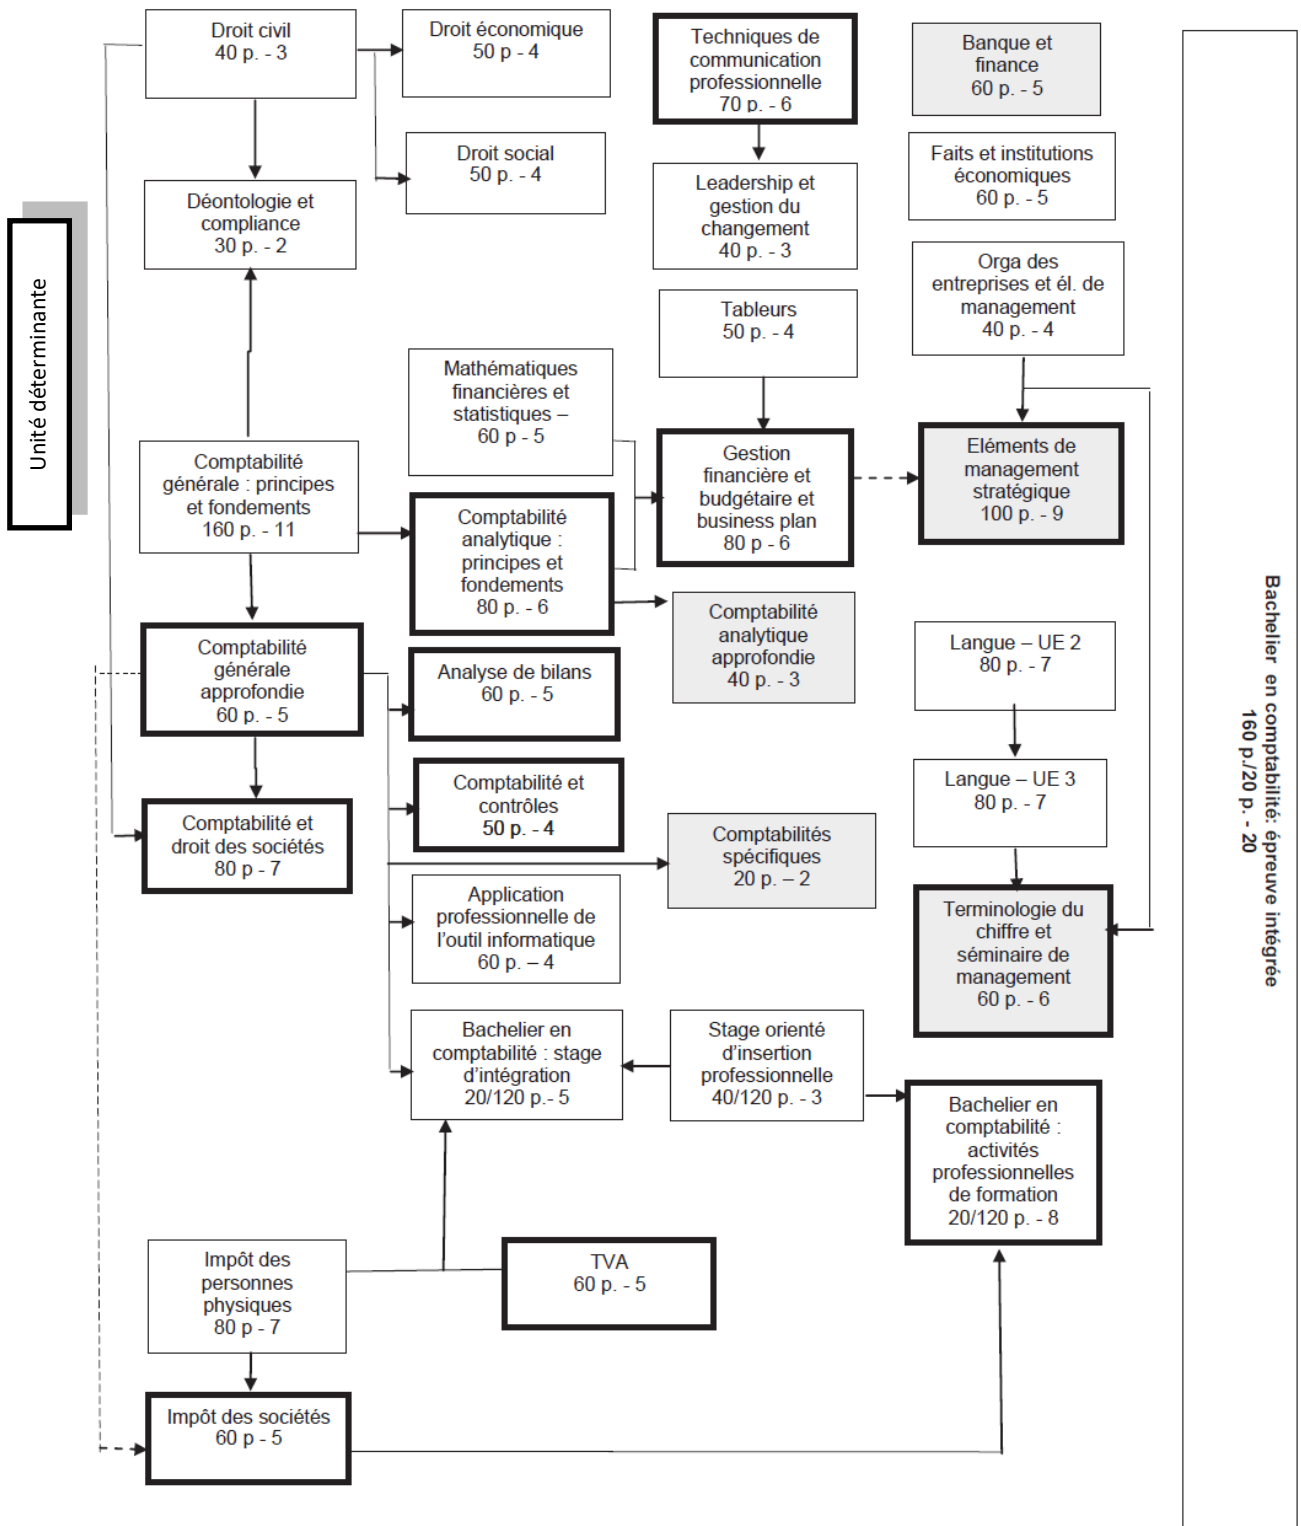 Unité déterminante
Droit civil
40 p. - 3
Droit économique
50 p - 4
Droit social
50 p. - 4
Déontologie et
compliance
30 p. - 2
Comptabilité
générale : principes
et fondements
160 p. - 11
Comptabilité
générale
approfondie
60 p. - 5
Comptabilité et
droit des sociétés
80 p - 7
Mathématiques
financières et
statistiques –
60 p - 5
Comptabilité
analytique :
principes et
fondements
80 p. - 6
Analyse de bilans
60 p. - 5
Comptabilité et
contrôles
50 p. - 4
Application
professionnelle de
l’outil informatique
60 p. – 4
Bachelier en
comptabilité : stage
d’intégration
20/120 p.- 5
Impôt des
personnes
physiques
80 p - 7
TVA
60 p. - 5
Impôt des sociétés
60 p - 5
Techniques de
communication
professionnelle
70 p. - 6
Leadership et
gestion du
changement
40 p. - 3
Tableurs
50 p. - 4
Gestion
financière et
budgétaire et
business plan
80 p - 6
Comptabilité
analytique
approfondie
40 p. - 3
Comptabilités
spécifiques
20 p. – 2
Stage orienté
d’insertion
professionnelle
40/120 p. - 3
Banque et
finance
60 p. - 5
Faits et institutions
économiques
60 p. - 5
Orga des
entreprises et él. de
management
40 p. - 4
Eléments de
management
stratégique
100 p. - 9
Langue – UE 2
80 p. - 7
Langue – UE 3
80 p. - 7
Terminologie du
chiffre et
séminaire de
management
60 p. - 6
Bachelier en
comptabilité :
activités
professionnelles
de formation
20/120 p. - 8
Bachelier en comptabilité: épreuve intégrée
160 p./20 p. - 20